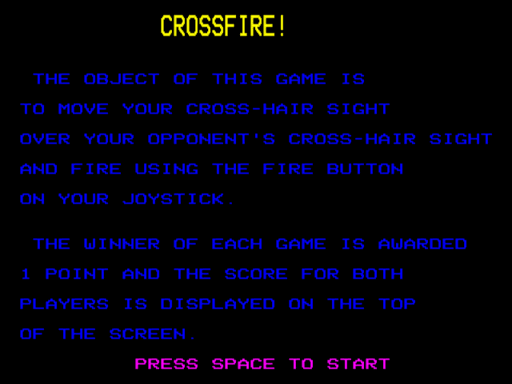 CROSSFIRE!
THE OBJECT OF THIS GAME IS
TO MOVE YOUR CROSS-HAIR SIGHT
OVER YOUR OPPONENT'S CROSS-HAIR SIGHT
AND FIRE USING THE FIRE BUTTON
ON YOUR JOYSTICK.
THE WINNER OF EACH GAME IS AWARDED
1 POINT AND THE SCORE FOR BOTH
PLAYERS IS DISPLAYED ON THE TOP
OF THE SCREEN.
PRESS SPACE TO START